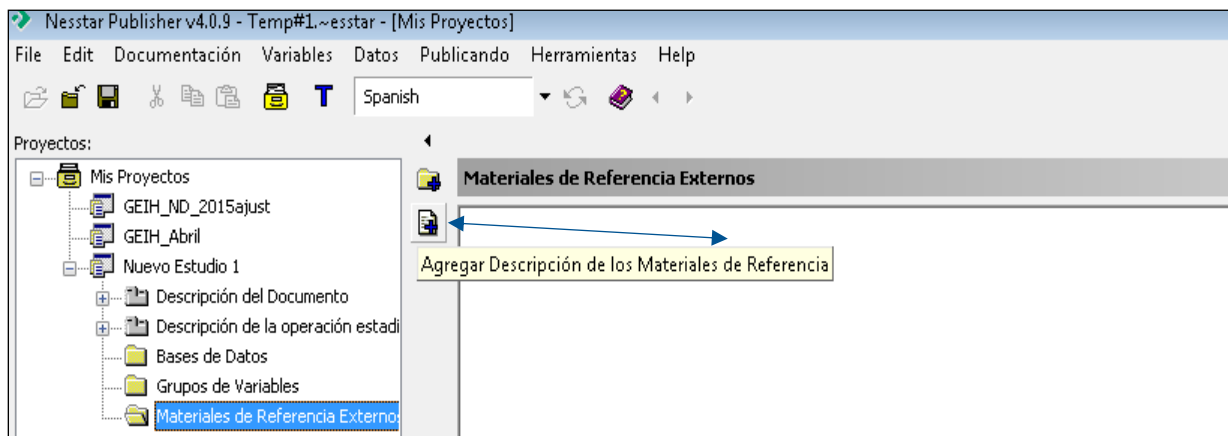 Nesstar Publisher v4.0.9 - Temp#1.~esstar - [Mis Proyectos]
File Edit Documentación Variables Datos Publicando Herramientas Help
T Spanish
Proyectos:
Mis Proyectos
GEIH_ND_2015ajust
GEIH_Abril
Nuevo Estudio 1
Descripción del Documento
Descripción de la operación estadi
Bases de Datos
Grupos de Variables
Materiales de Referencia Externos
Materiales de Referencia Externos
Agregar Descripción de los Materiales de Referencia